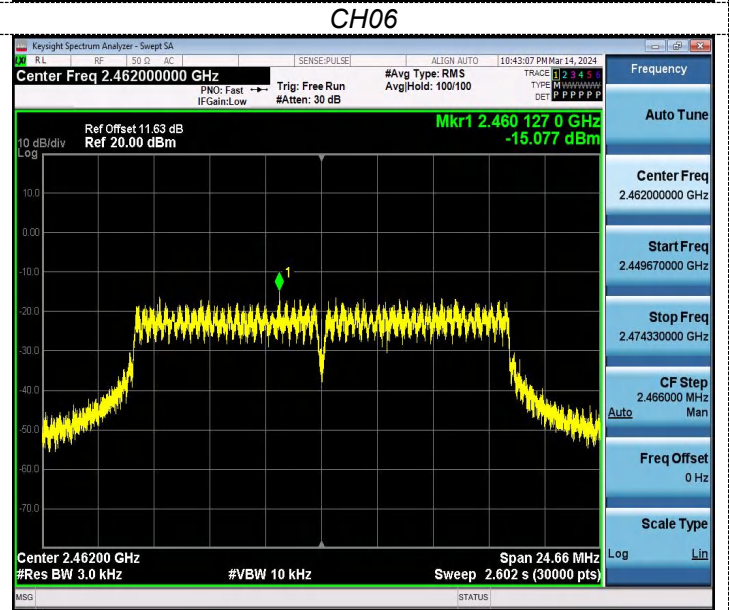 CH06
Keysight Spectrum Analyzer - Swept SA
LXI RL RF 50 Ω AC SENSE:PULSE ALIGN AUTO 10:43:07 PM Mar 14, 2024
Center Freq 2.462000000 GHz
PNO: Fast
IFGain:Low
Trig: Free Run
#Atten: 30 dB
#Avg Type: RMS
Avg|Hold: 100/100
TRACE 1 2 3 4 5 6
TYPE M WWWWW
DET P P P P P P
Mkr1 2.460 127 0 GHz
-15.077 dBm
Ref Offset 11.63 dB
10 dB/div Ref 20.00 dBm
Log
10.0
0.00
-10.0
-20.0
-30.0
-40.0
-50.0
-60.0
-70.0
1
Center 2.46200 GHz Span 24.66 MHz
#Res BW 3.0 kHz #VBW 10 kHz Sweep 2.602 s (30000 pts)
MSG STATUS
Frequency
Auto Tune
Center Freq
2.462000000 GHz
Start Freq
2.449670000 GHz
Stop Freq
2.474330000 GHz
CF Step
2.466000 MHz
Auto Man
Freq Offset
0 Hz
Scale Type
Log Lin